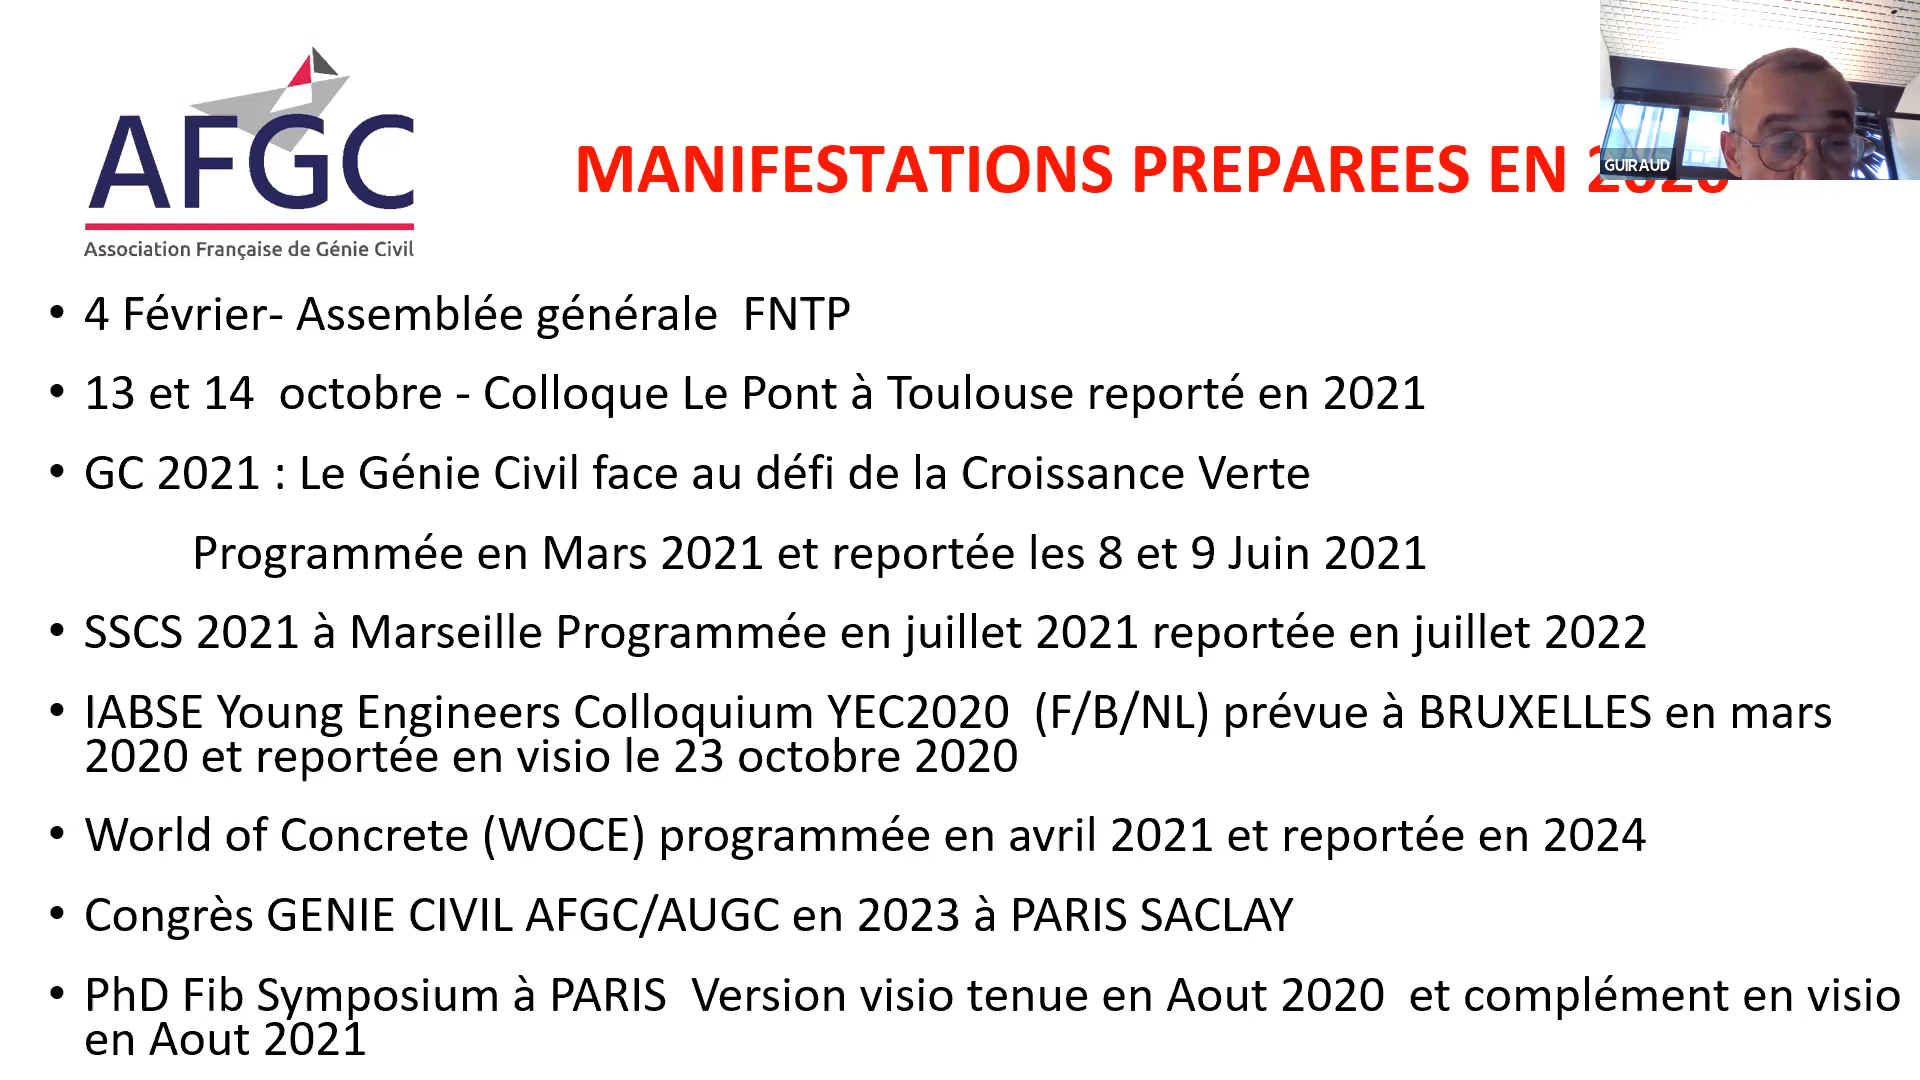 AFGC
Association Française de Génie Civil
MANIFESTATIONS PREPAREES EN 2020
GUIRAUD
• 4 Février- Assemblée générale  FNTP
• 13 et 14  octobre - Colloque Le Pont à Toulouse reporté en 2021
• GC 2021 : Le Génie Civil face au défi de la Croissance Verte
Programmée en Mars 2021 et reportée les 8 et 9 Juin 2021
• SSCS 2021 à Marseille Programmée en juillet 2021 reportée en juillet 2022
• IABSE Young Engineers Colloquium YEC2020  (F/B/NL) prévue à BRUXELLES en mars
2020 et reportée en visio le 23 octobre 2020
• World of Concrete (WOCE) programmée en avril 2021 et reportée en 2024
• Congrès GENIE CIVIL AFGC/AUGC en 2023 à PARIS SACLAY
• PhD Fib Symposium à PARIS  Version visio tenue en Aout 2020  et complément en visio
en Aout 2021